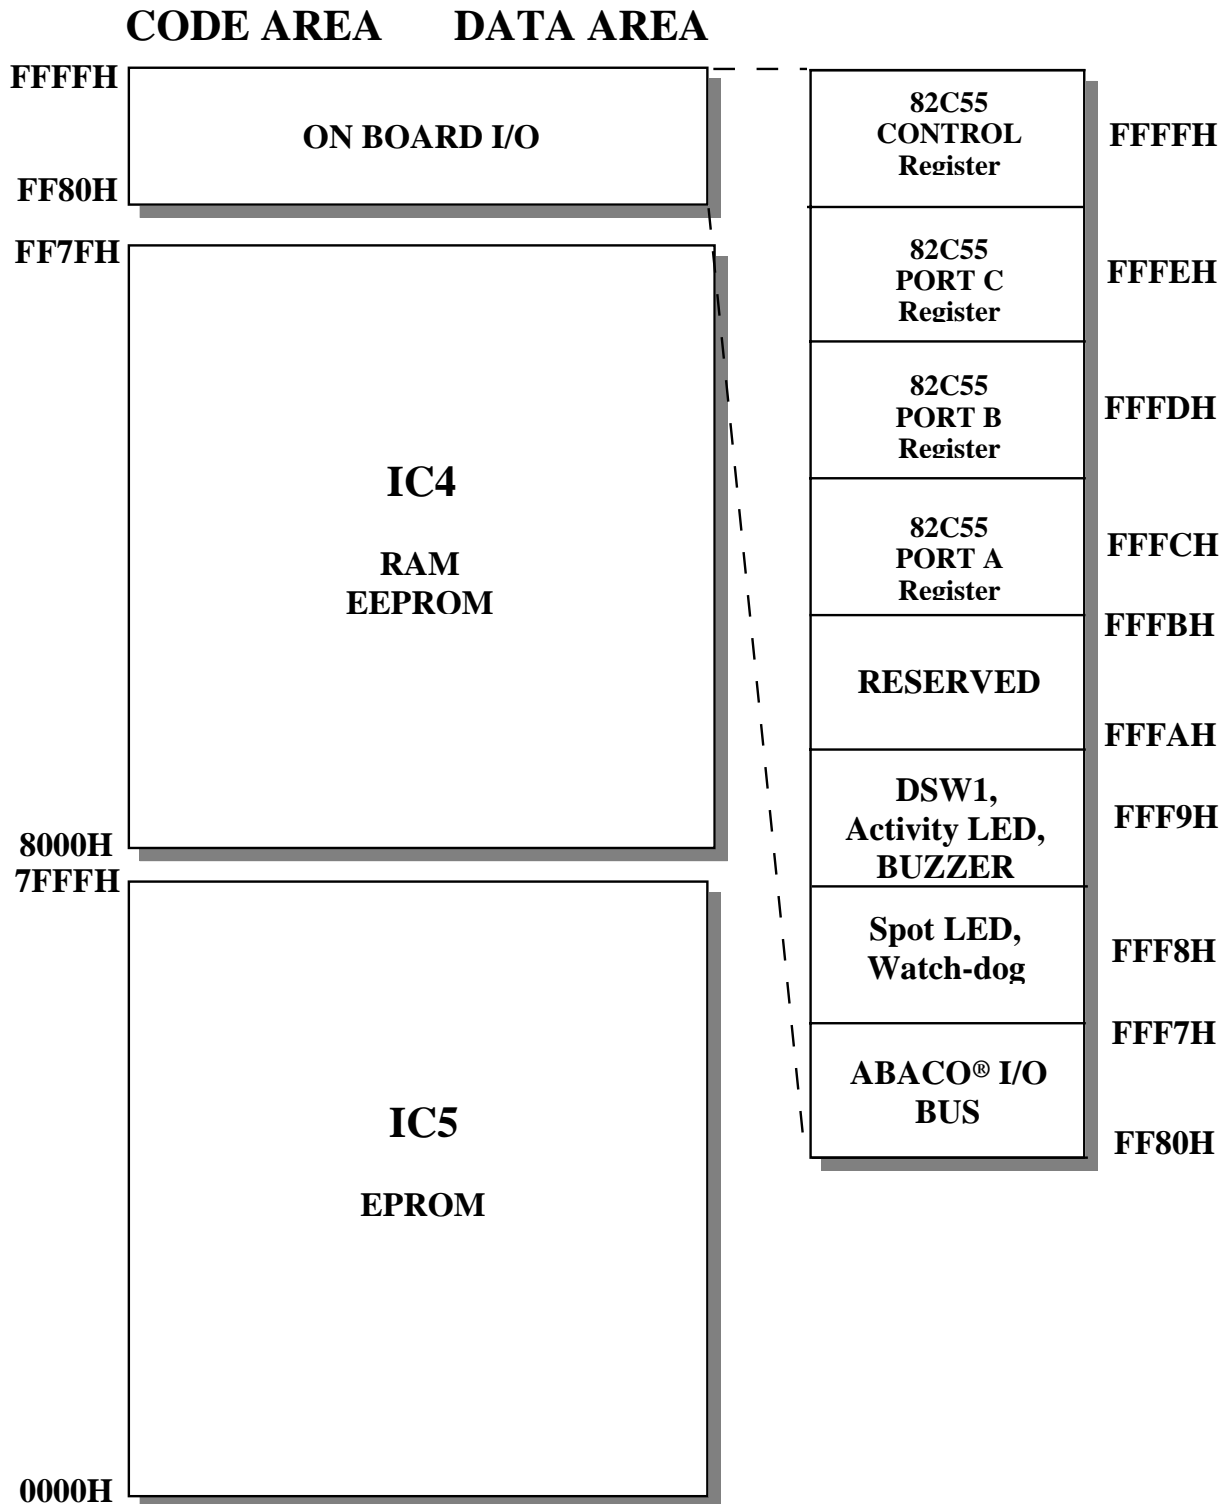 CODE AREA DATA AREA
FFFFH
ON BOARD I/O
FF80H
FF7FH
IC4
RAM
EEPROM
8000H
7FFFH
IC5
EPROM
0000H
82C55
CONTROL
Register
FFFFH
82C55
PORT C
Register
FFFEH
82C55
PORT B
Register
FFFDH
82C55
PORT A
Register
FFFCH
FFFBH
RESERVED
FFFAH
DSW1,
Activity LED,
BUZZER
FFF9H
Spot LED,
Watch-dog
FFF8H
FFF7H
ABACO® I/O
BUS
FF80H